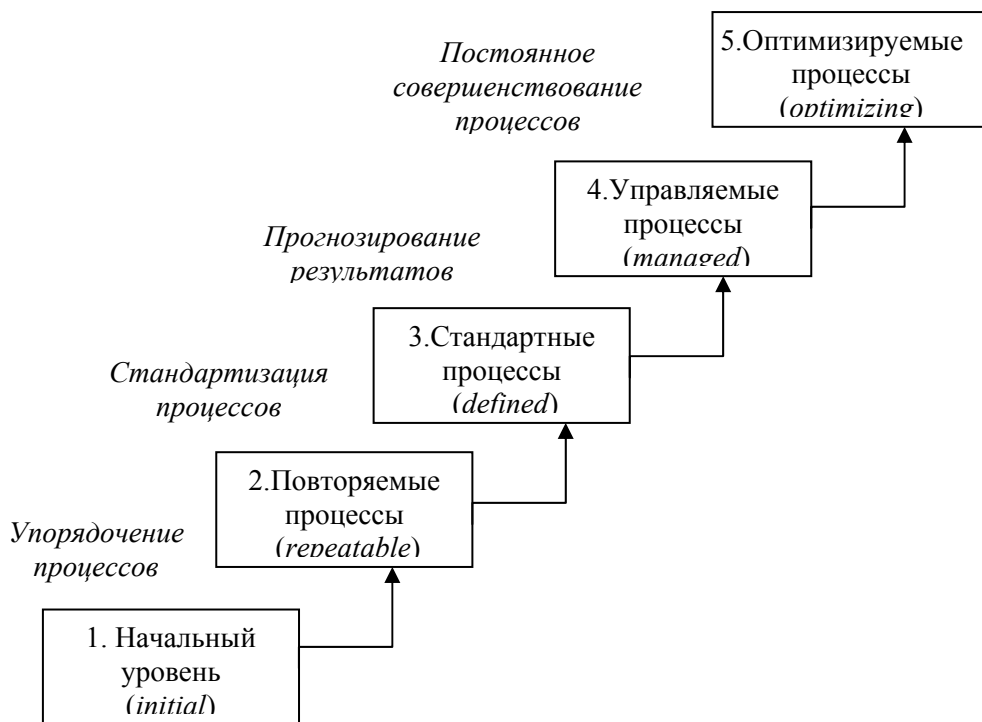 5.Оптимизируемые
процессы
(optimizing)
Постоянное
совершенствование
процессов
4.Управляемые
процессы
(managed)
Прогнозирование
результатов
3.Стандартные
процессы
(defined)
Стандартизация
процессов
2.Повторяемые
процессы
(repeatable)
Упорядочение
процессов
1. Начальный
уровень
(initial)